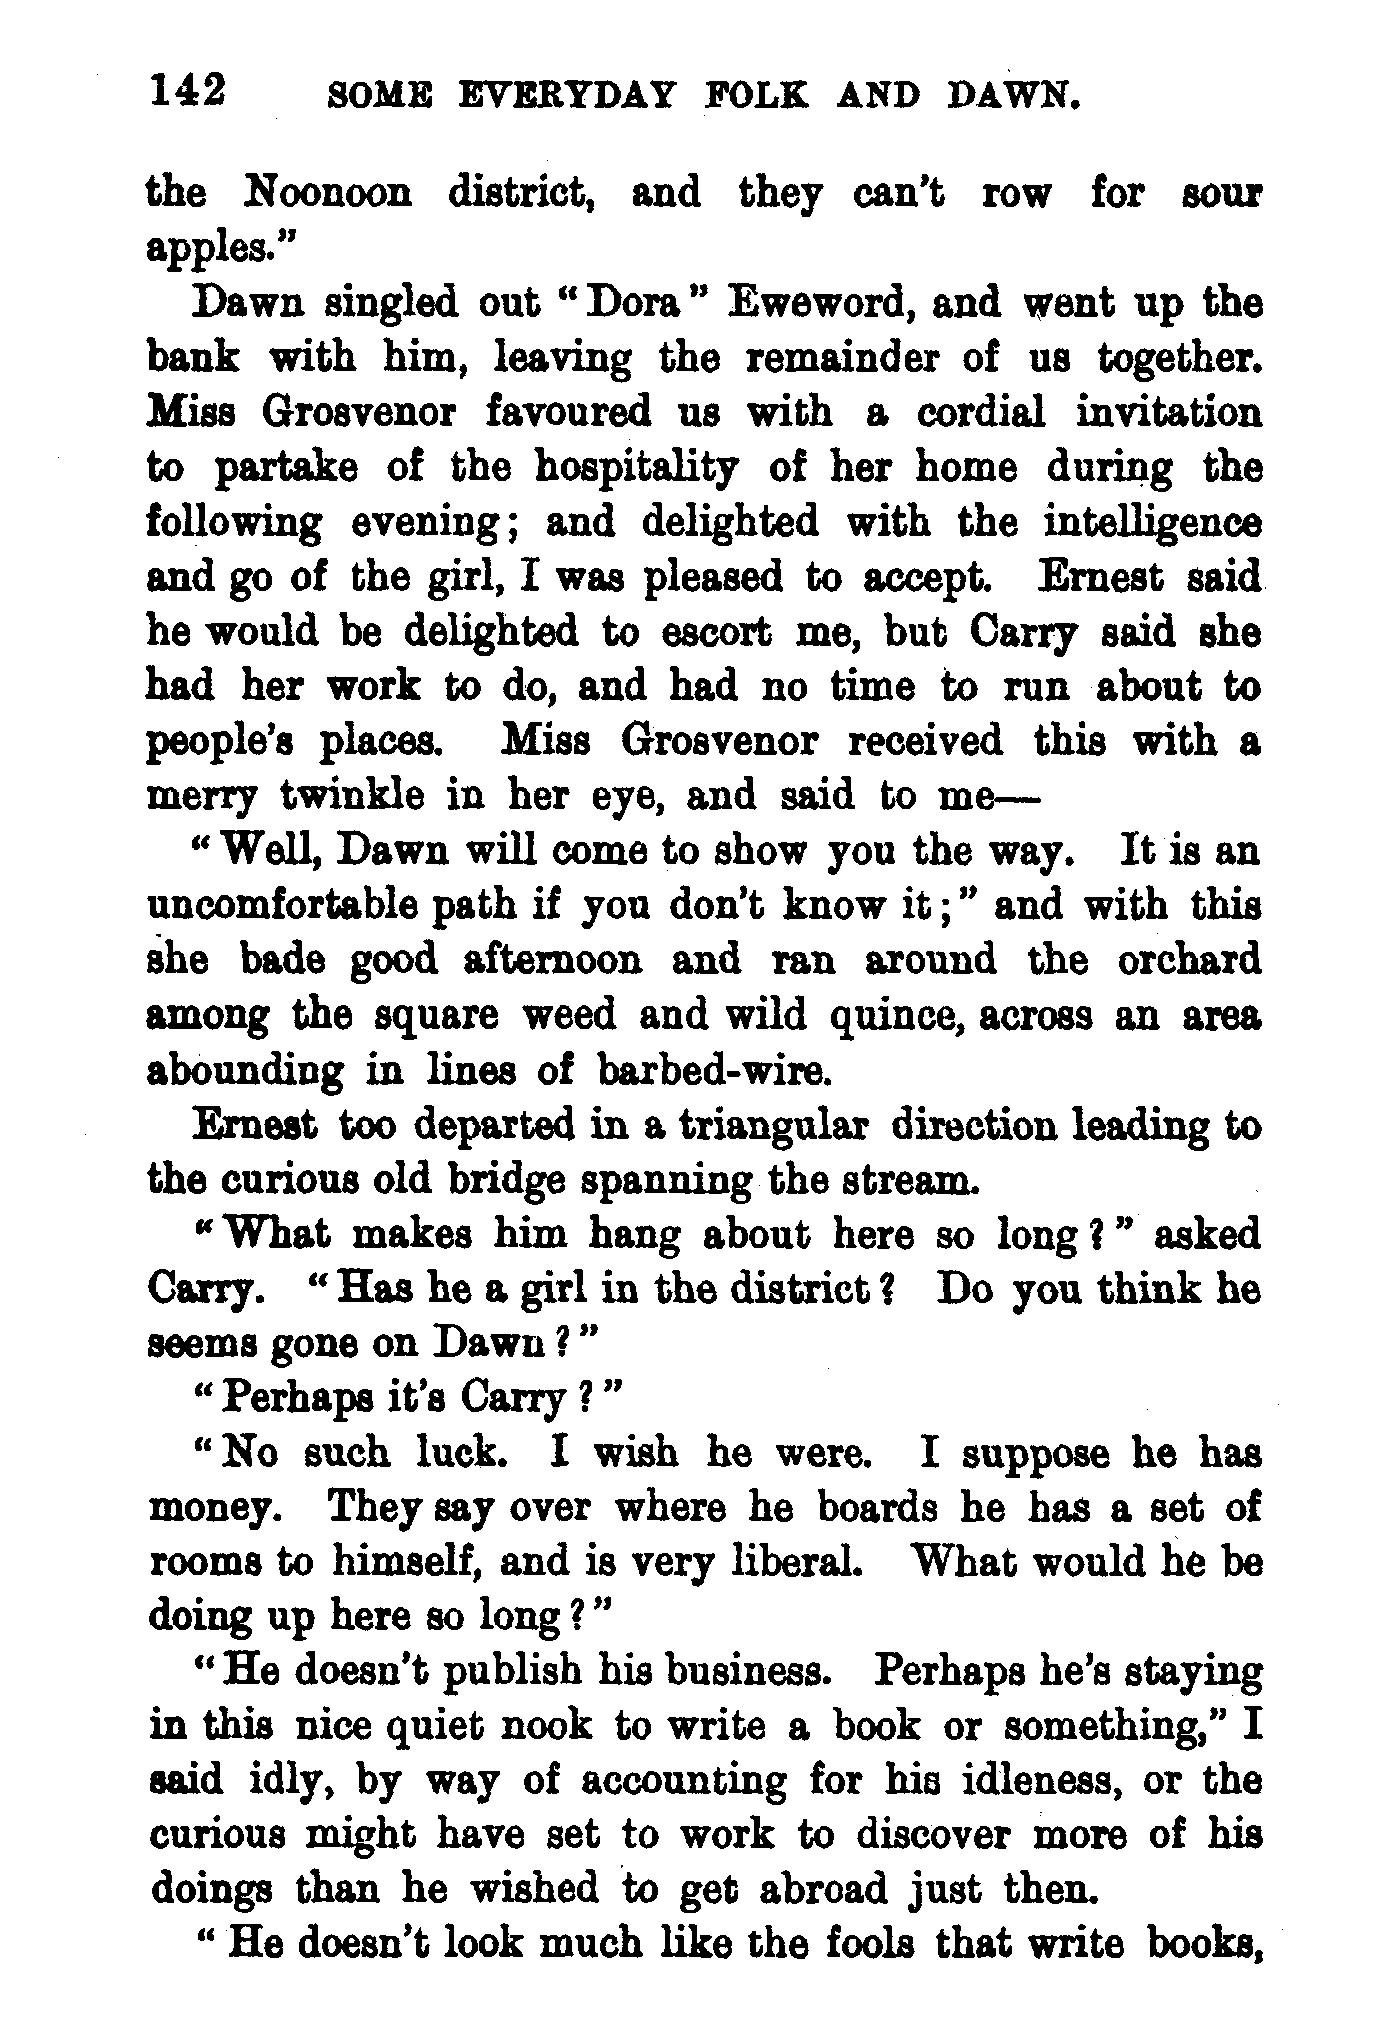 142 SOME EVERYDAY FOLK AND DAWN.
the Noonoon district, and they can't row for sour
apples."
Dawn singled out "Dora" Eweword, and went up the
bank with him, leaving the remainder of us together.
Miss Grosvenor favoured us with a cordial invitation
to partake of the hospitality of her home during the
following evening; and delighted with the intelligence
and go of the girl, I was pleased to accept. Ernest said
he would be delighted to escort me, but Carry said she
had her work to do, and had no time to run about to
people's places. Miss Grosvenor received this with a
merry twinkle in her eye, and said to me—
"Well, Dawn will come to show you the way. It is an
uncomfortable path if you don't know it;" and with this
she bade good afternoon and ran around the orchard
among the square weed and wild quince, across an area
abounding in lines of barbed-wire.
Ernest too departed in a triangular direction leading to
the curious old bridge spanning the stream.
"What makes him hang about here so long?" asked
Carry. "Has he a girl in the district? Do you think he
seems gone on Dawn?"
"Perhaps it's Carry?"
"No such luck. I wish he were. I suppose he has
money. They say over where he boards he has a set of
rooms to himself, and is very liberal. What would he be
doing up here so long?"
"He doesn't publish his business. Perhaps he's staying
in this nice quiet nook to write a book or something," I
said idly, by way of accounting for his idleness, or the
curious might have set to work to discover more of his
doings than he wished to get abroad just then.
"He doesn't look much like the fools that write books,